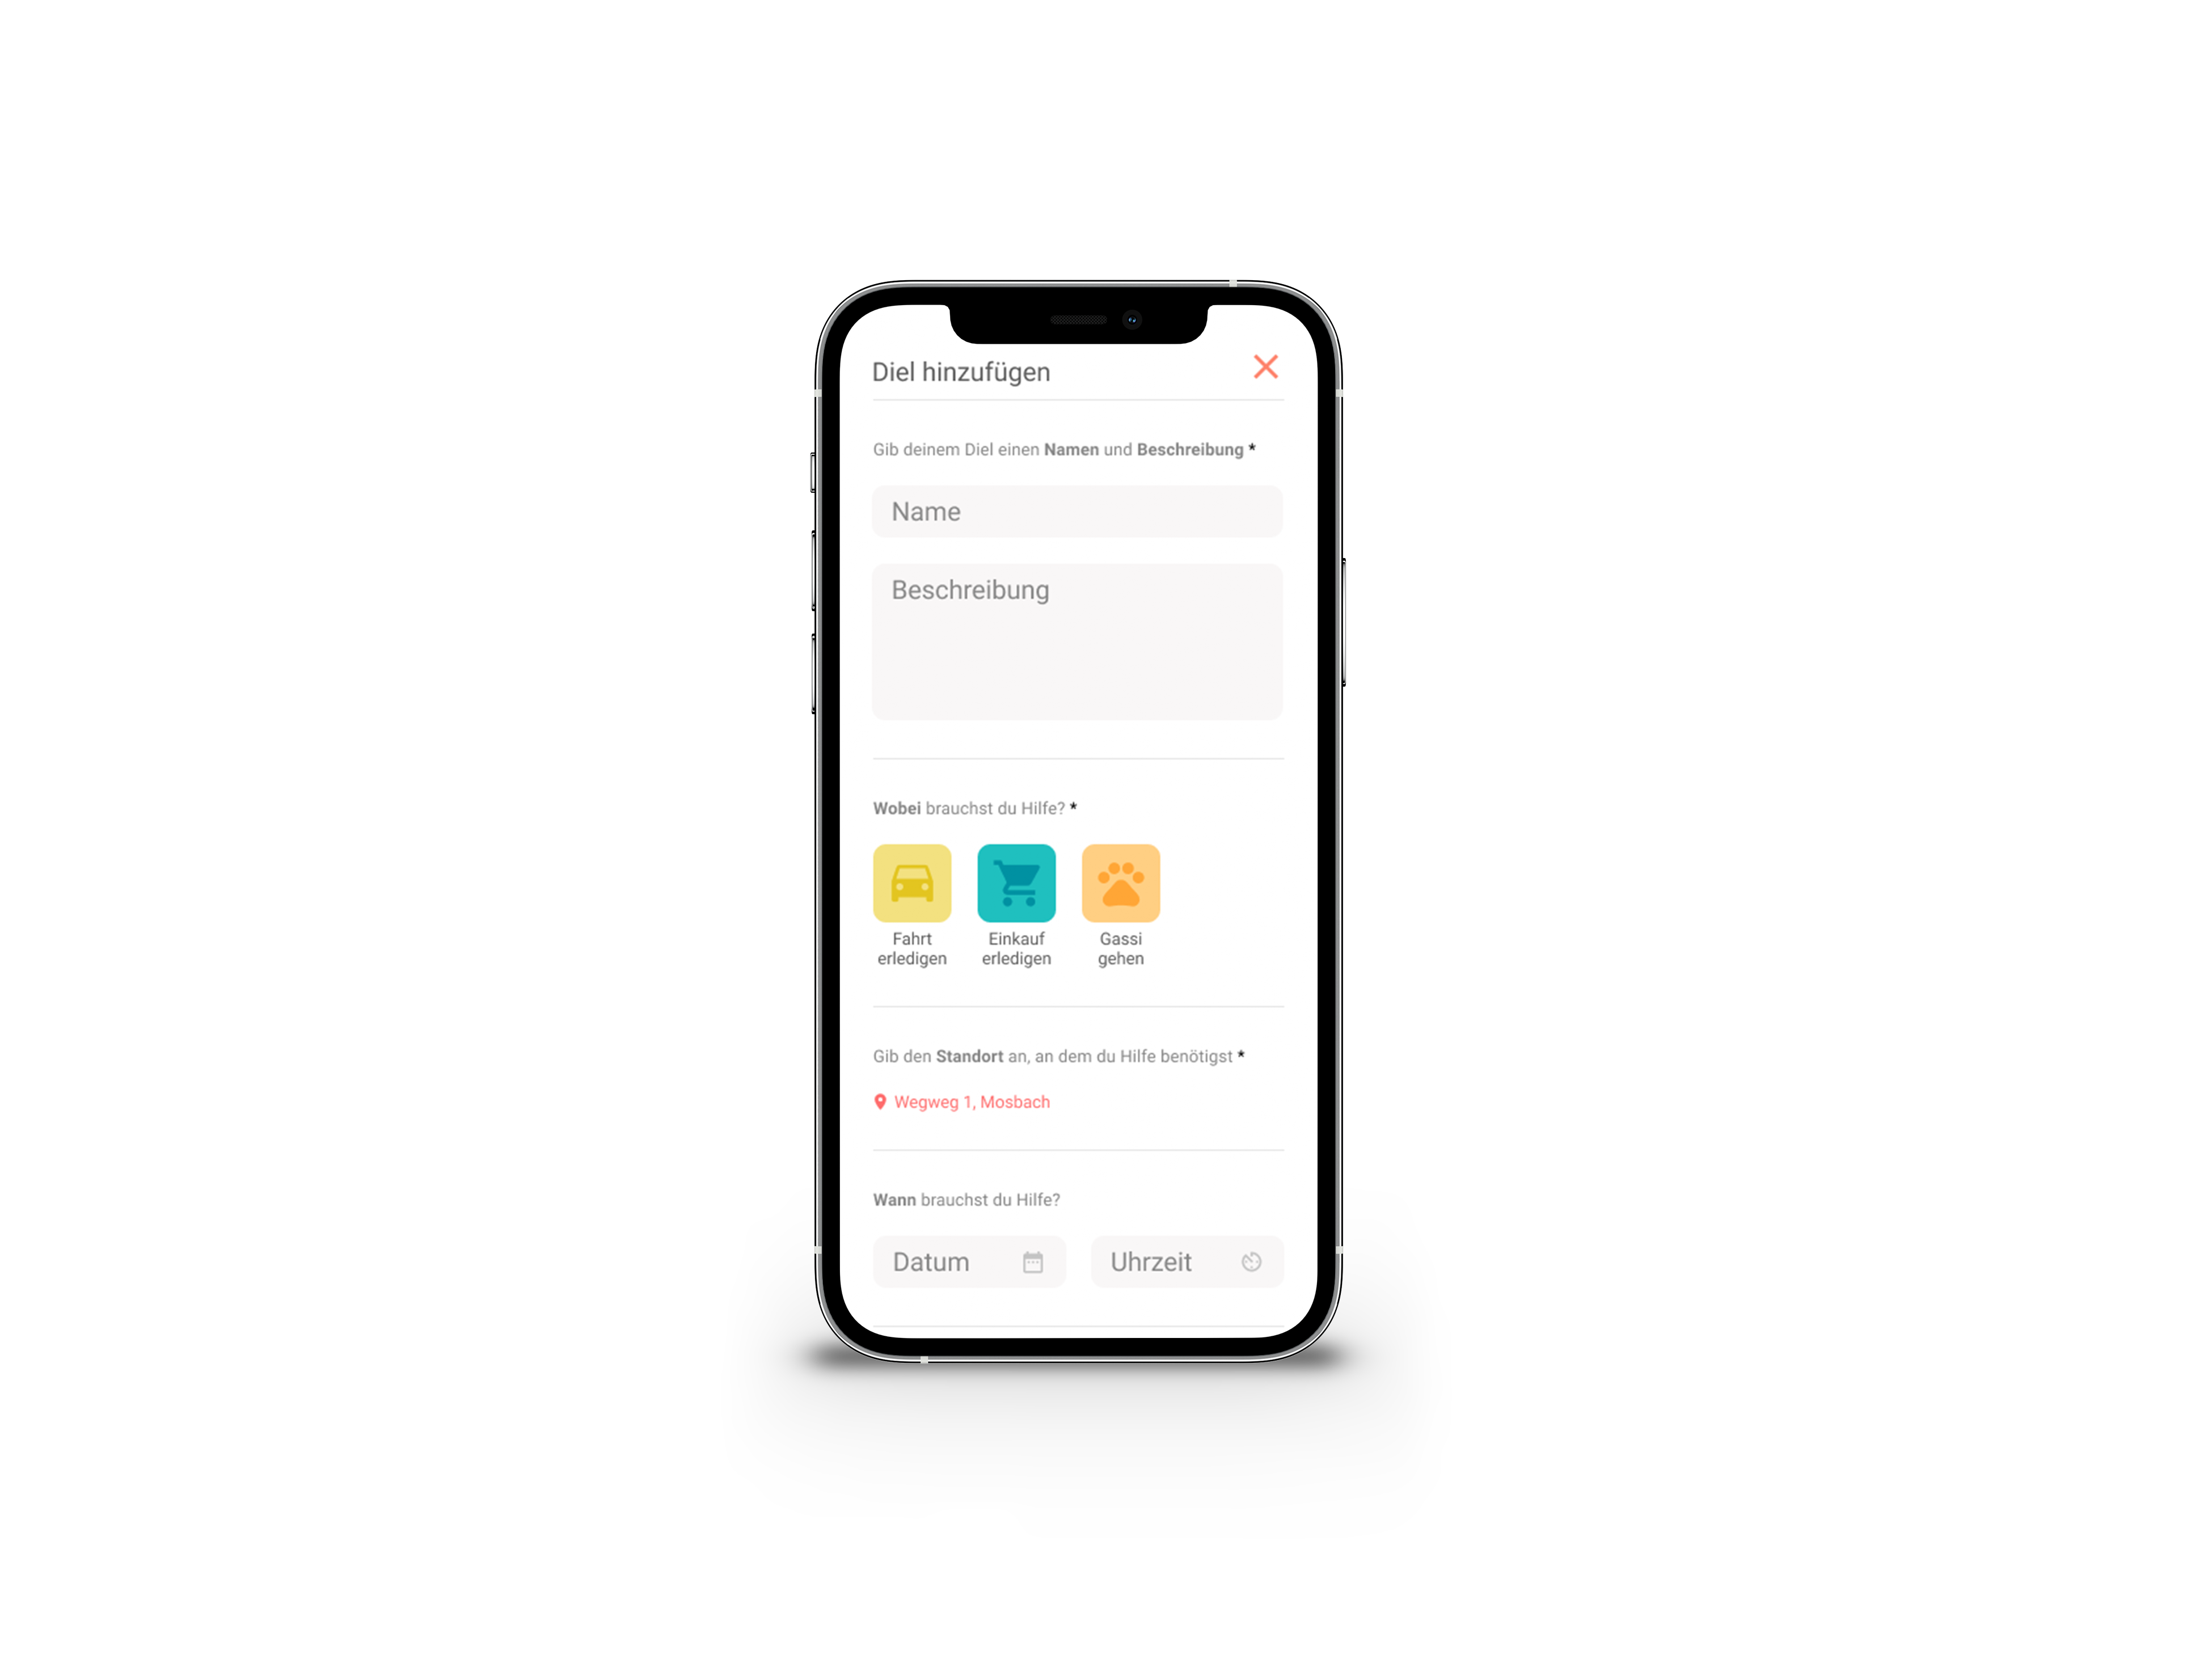 Diel hinzufügen
Gib deinem Diel einen Namen und Beschreibung *
Name
Beschreibung
Wobei brauchst du Hilfe? *
Fahrt erledigen
Einkauf erledigen
Gassi gehen
Gib den Standort an, an dem du Hilfe benötigst *
Wegweg 1, Mosbach
Wann brauchst du Hilfe?
Datum
Uhrzeit